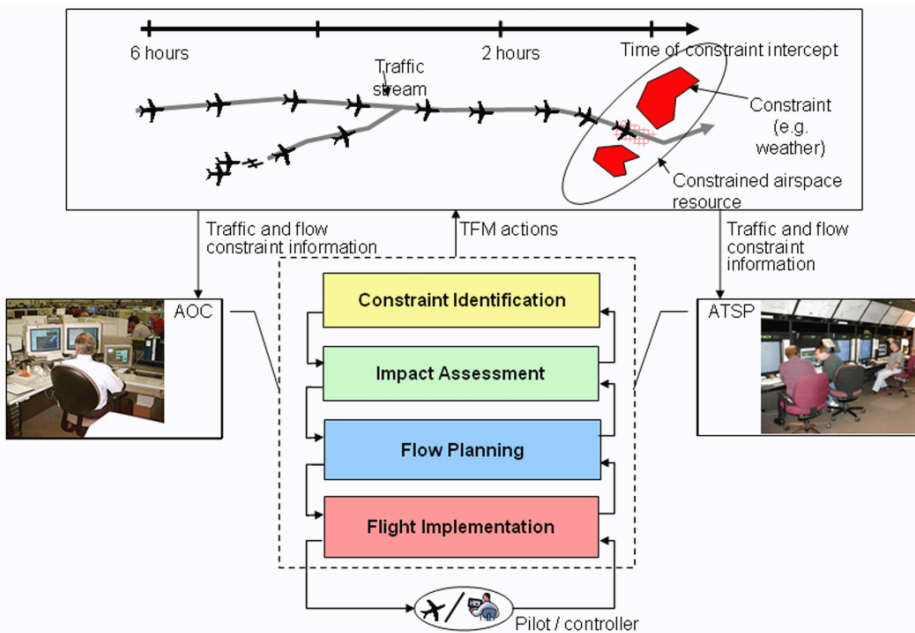 6 hours
2 hours
Time of constraint intercept
Traffic
stream
Constraint
(e.g.
weather)
Constrained airspace
resource
Traffic and flow
constraint information
TFM actions
Traffic and flow
constraint
information
AOC
ATSP
Constraint Identification
Impact Assessment
Flow Planning
Flight Implementation
Pilot / controller